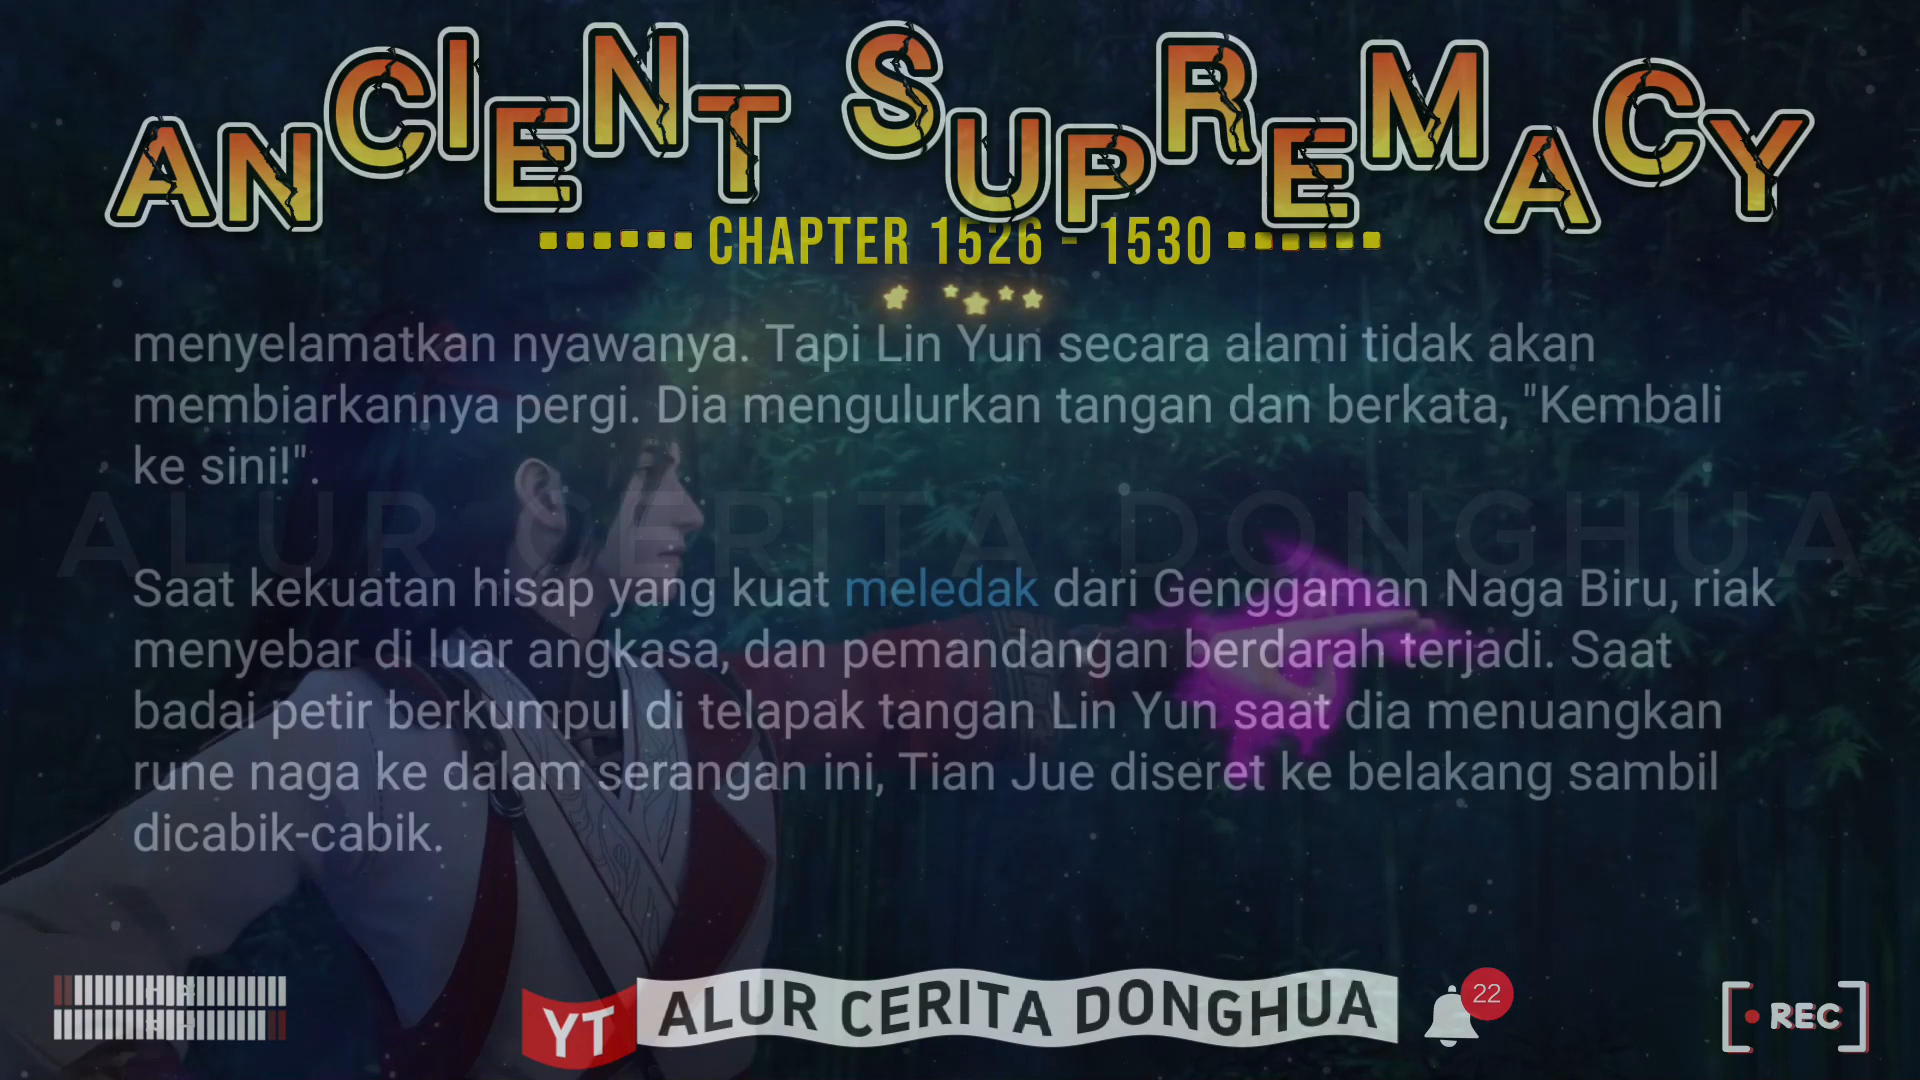 ANCIENT SUPREMACY
CHAPTER 1526 - 1530
menyelamatkan nyawanya. Tapi Lin Yun secara alami tidak akan
membiarkannya pergi. Dia mengulurkan tangan dan berkata, "Kembali
ke sini!".
ALUR CERITA DONGHUA
Saat kekuatan hisap yang kuat meledak dari Genggaman Naga Biru, riak
menyebar di luar angkasa, dan pemandangan berdarah terjadi. Saat
badai petir berkumpul di telapak tangan Lin Yun saat dia menuangkan
rune naga ke dalam serangan ini, Tian Jue diseret ke belakang sambil
dicabik-cabik.
YT ALUR CERITA DONGHUA
22
REC